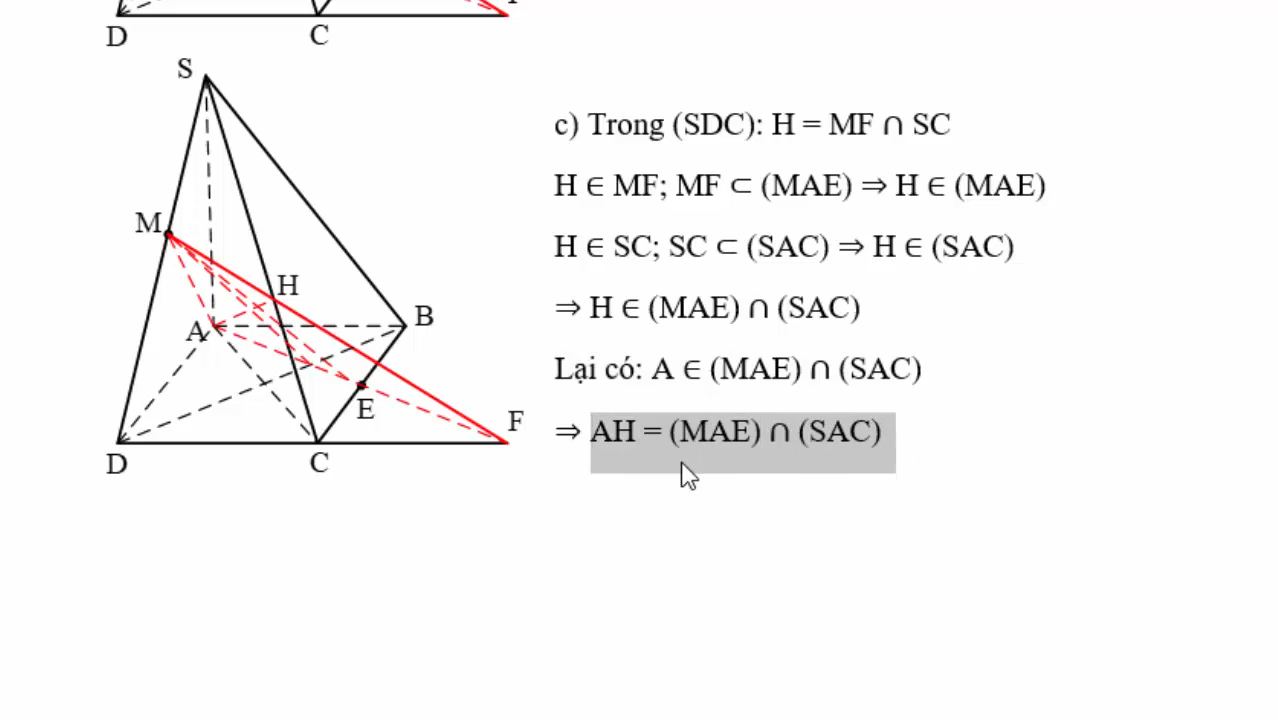 D
C
S
M
H
A
B
E
F
D
C
c) Trong (SDC): H = MF ∩ SC
H ∈ MF; MF ⊂ (MAE) ⇒ H ∈ (MAE)
H ∈ SC; SC ⊂ (SAC) ⇒ H ∈ (SAC)
⇒ H ∈ (MAE) ∩ (SAC)
Lại có: A ∈ (MAE) ∩ (SAC)
⇒ AH = (MAE) ∩ (SAC)